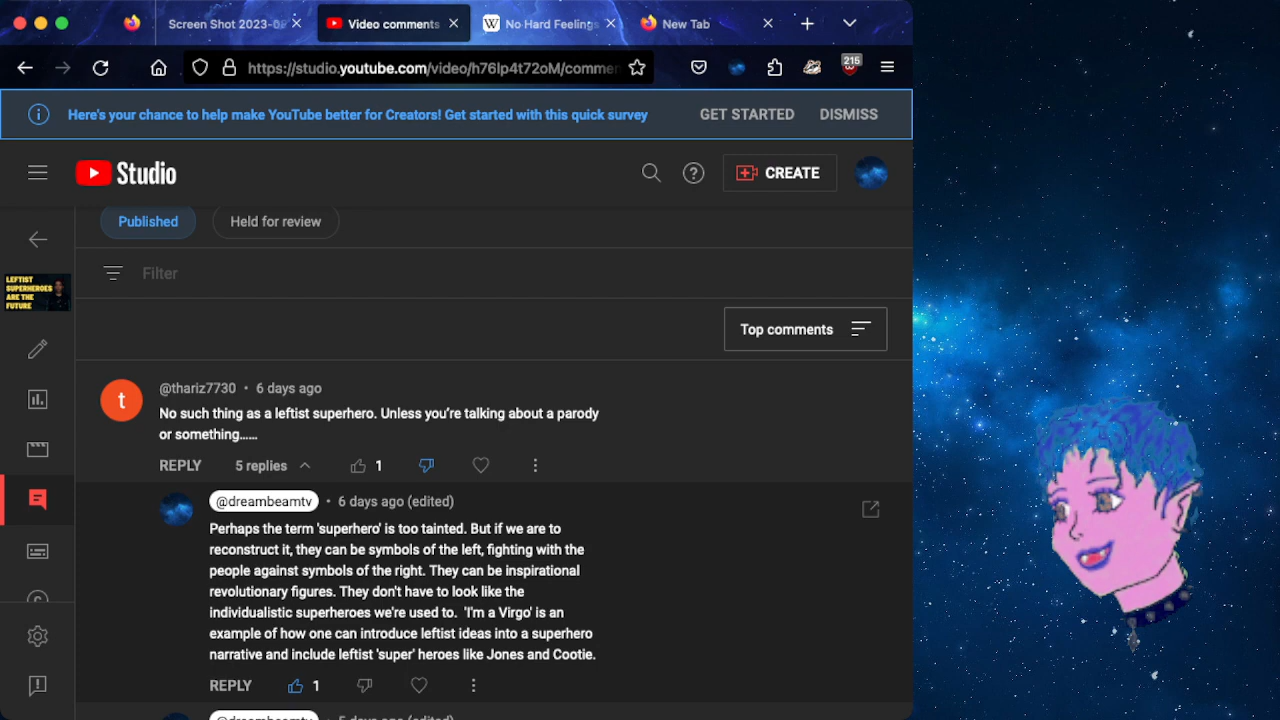 Screen Shot 2023-0
Video comments
W No Hard Feelings
New Tab
https://studio.youtube.com/video/h76lp4t72oM/comme
215
Here's your chance to help make YouTube better for Creators! Get started with this quick survey
GET STARTED
DISMISS
Studio
CREATE
Published
Held for review
LEFTIST
SUPERHEROES
ARE THE
FUTURE
Filter
Top comments
t
@thariz7730 • 6 days ago
No such thing as a leftist superhero. Unless you're talking about a parody
or something......
REPLY 5 replies 1
@dreambeamtv • 6 days ago (edited)
Perhaps the term 'superhero' is too tainted. But if we are to
reconstruct it, they can be symbols of the left, fighting with the
people against symbols of the right. They can be inspirational
revolutionary figures. They don't have to look like the
individualistic superheroes we're used to. 'I'm a Virgo' is an
example of how one can introduce leftist ideas into a superhero
narrative and include leftist 'super' heroes like Jones and Cootie.
REPLY 1
@dreambeamtv • 5 days ago (edited)